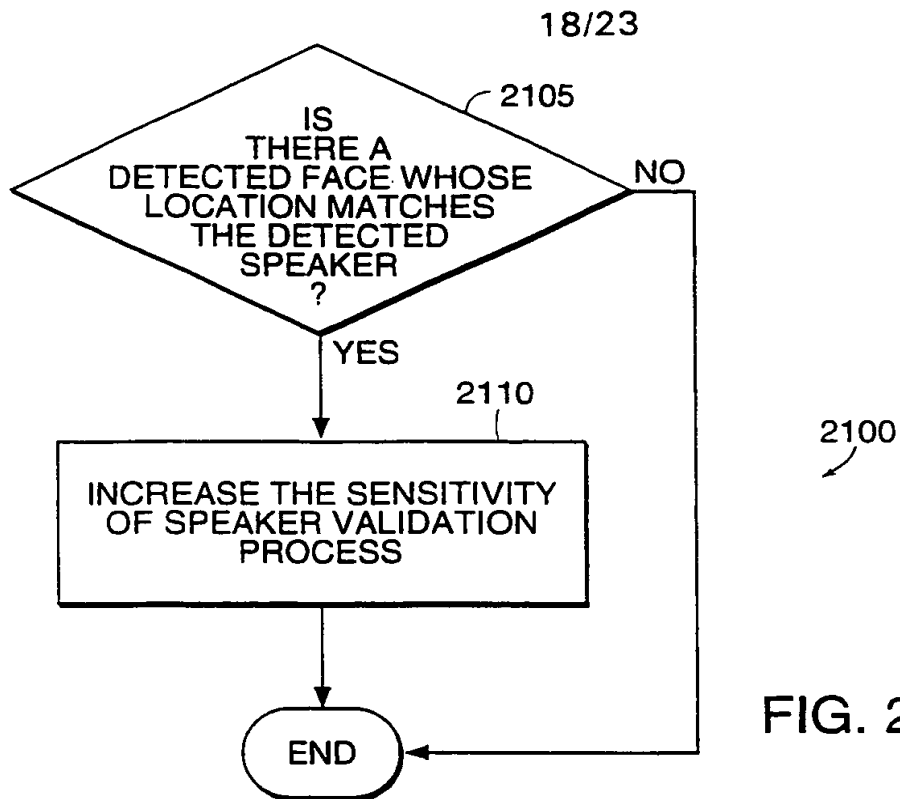 18/23
2105
IS
THERE A
DETECTED FACE WHOSE
LOCATION MATCHES
THE DETECTED
SPEAKER
?
NO
YES
2110
2100
INCREASE THE SENSITIVITY
OF SPEAKER VALIDATION
PROCESS
END
FIG. 2